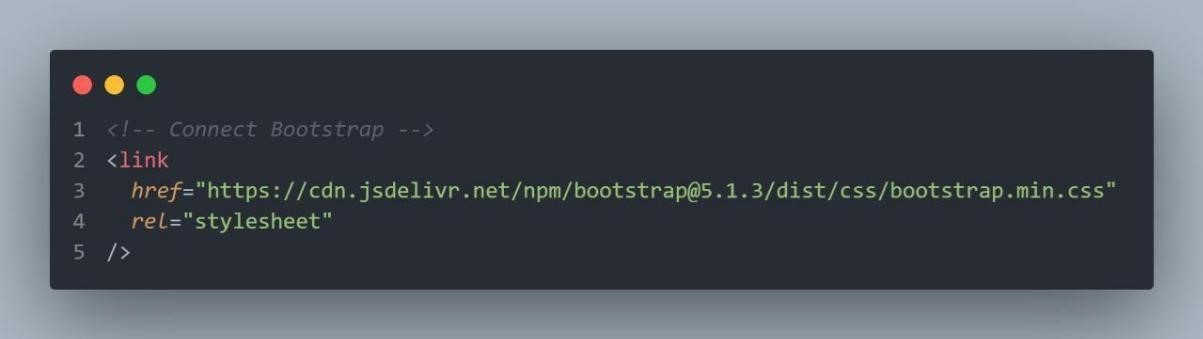 1 <!-- Connect Bootstrap -->
2 <link
3 href="https://cdn.jsdelivr.net/npm/bootstrap@5.1.3/dist/css/bootstrap.min.css"
4 rel="stylesheet"
5 />